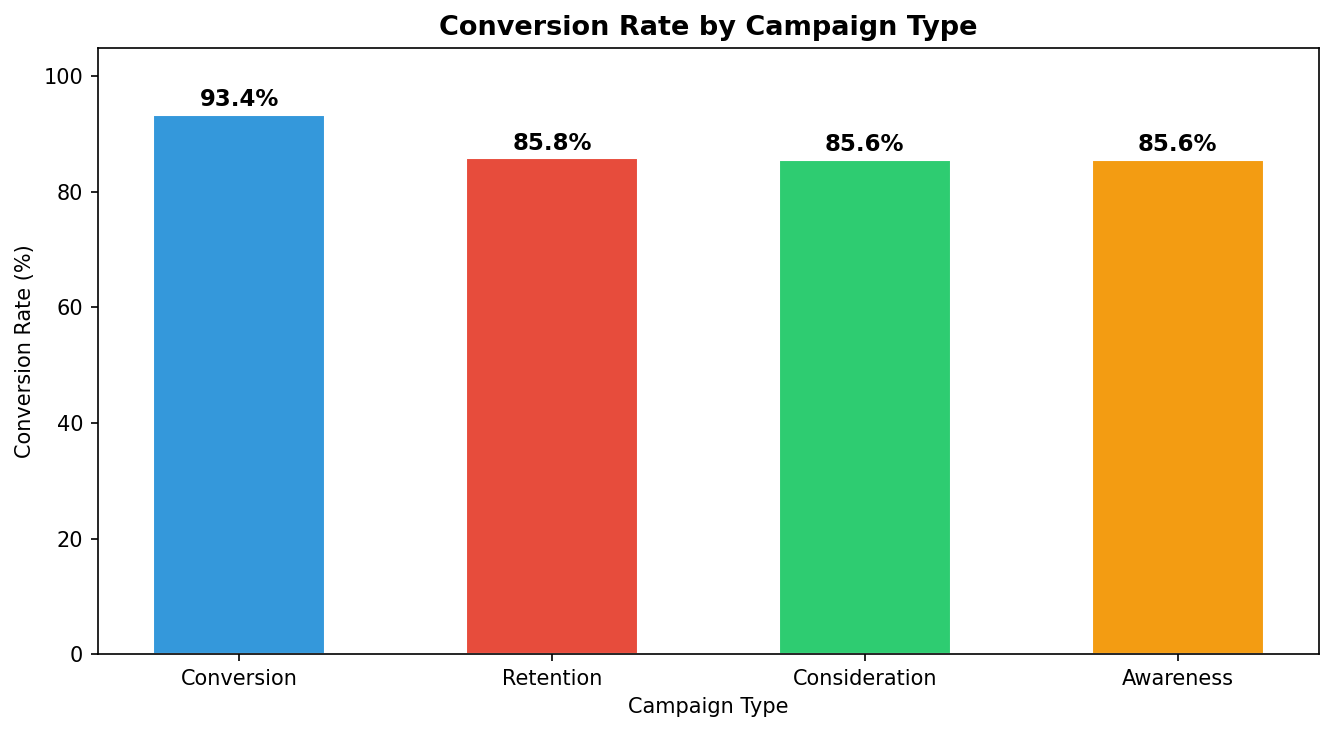 Conversion Rate by Campaign Type
Conversion Rate (%)
100
80
60
40
20
0
93.4%
85.8%
85.6%
85.6%
Conversion
Retention
Consideration
Awareness
Campaign Type